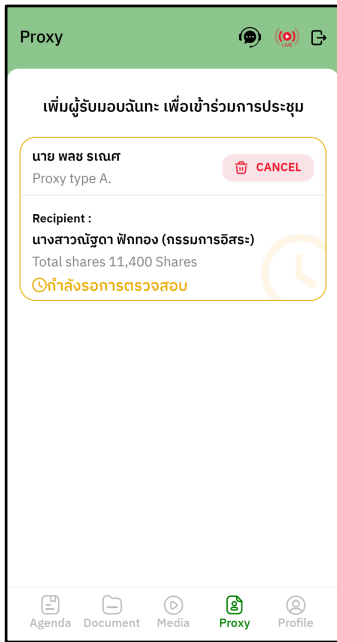 Proxy
LIVE
เพิ่มผู้รับมอบฉันทะ เพื่อเข้าร่วมการประชุม
นาย พลช ธเณศ
CANCEL
Proxy type A.
Recipient :
นางสาวณัฐดา ฟักทอง (กรรมการอิสระ)
Total shares 11,400 Shares
กำลังรอการตรวจสอบ
Agenda Document Media Proxy Profile